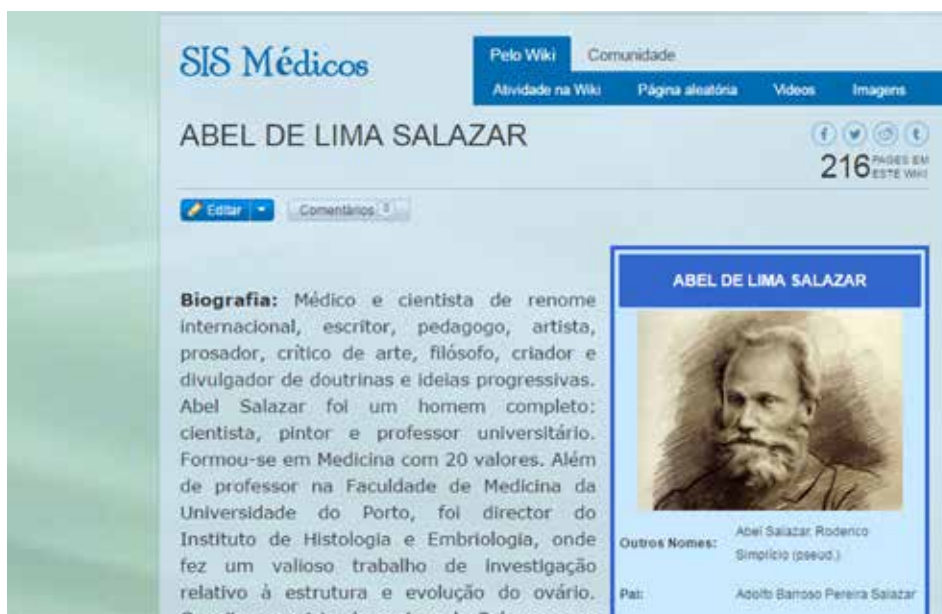 SIS Médicos
Pelo Wiki Comunidade
Atividade na Wiki Página aleatória Videos Imagens
ABEL DE LIMA SALAZAR
216 PAGES EM
ESTE WIKI
Editar Comentários 0
ABEL DE LIMA SALAZAR
Biografia: Médico e cientista de renome
internacional, escritor, pedagogo, artista,
prosador, crítico de arte, filósofo, criador e
divulgador de doutrinas e ideias progressivas.
Abel Salazar foi um homem completo:
cientista, pintor e professor universitário.
Formou-se em Medicina com 20 valores. Além
de professor na Faculdade de Medicina da
Universidade do Porto, foi director do
Instituto de Histologia e Embriologia, onde
fez um valioso trabalho de investigação
relativo à estrutura e evolução do ovário.
Outros Nomes: Abel Salazar, Roderico
Simplício (pseud.)
Pai: Adolfo Barroso Pereira Salazar